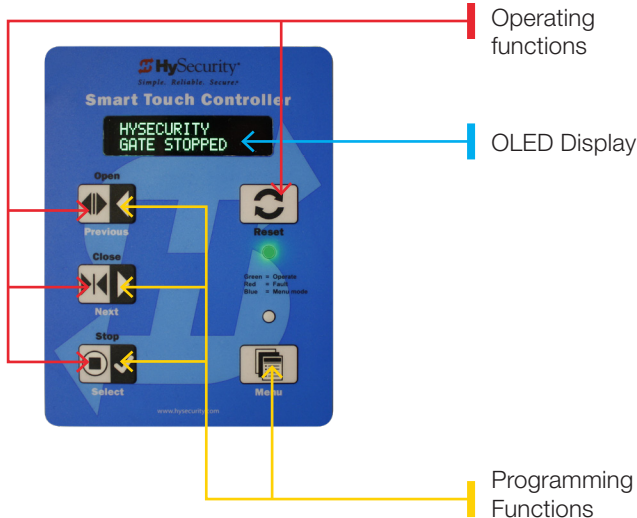 Operating
functions
HySecurity
Simple. Reliable. Secure.
Smart Touch Controller
HYSECURITY
GATE STOPPED
OLED Display
Open
Previous
Reset
Close
Next
Green = Operate
Red = Fault
Blue = Menu mode
Stop
Select
Menu
www.hysecurity.com
Programming
Functions